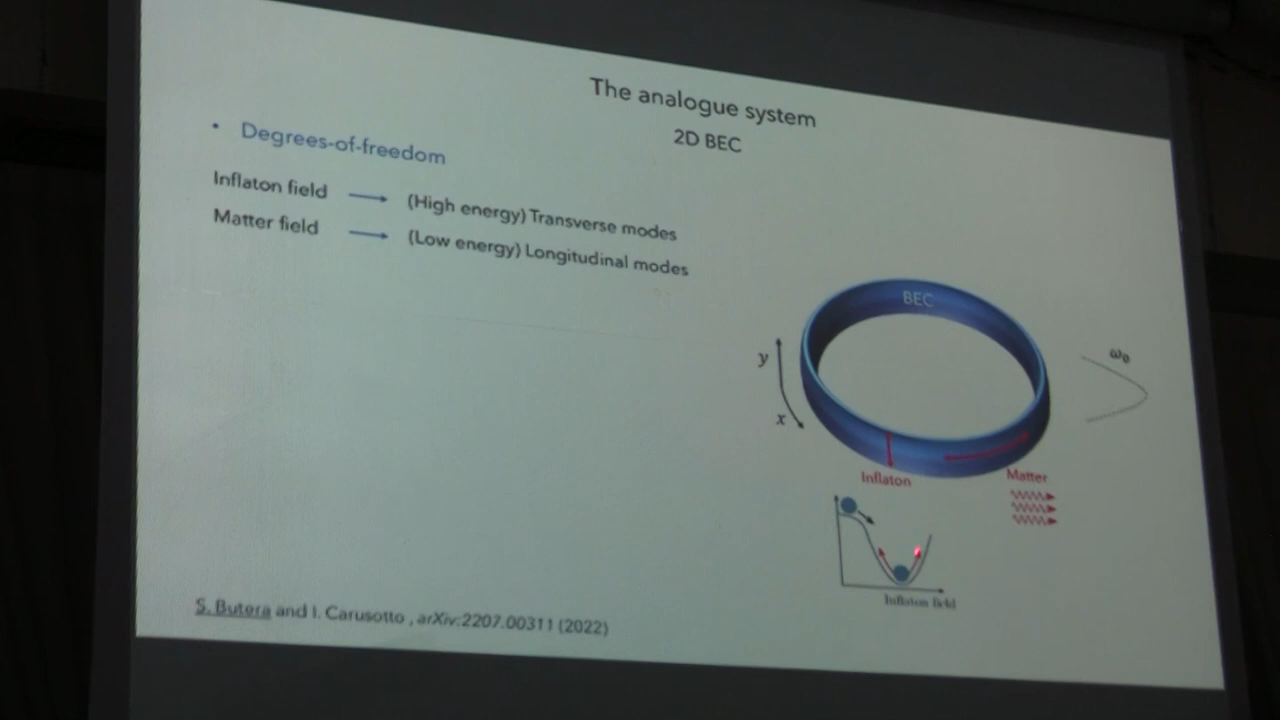 The analogue system
2D BEC
• Degrees-of-freedom
Inflaton field → (High energy) Transverse modes
Matter field → (Low energy) Longitudinal modes
BEC
y
x
ω₀
Inflaton
Matter
Inflaton field
S. Butera and I. Carusotto , arXiv:2207.00311 (2022)